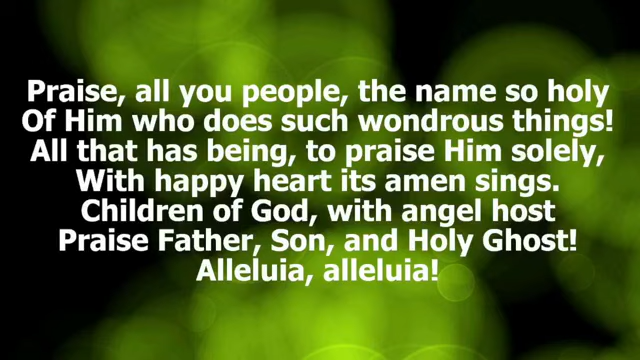 Praise, all you people, the name so holy
Of Him who does such wondrous things!
All that has being, to praise Him solely,
With happy heart its amen sings.
Children of God, with angel host
Praise Father, Son, and Holy Ghost!
Alleluia, alleluia!